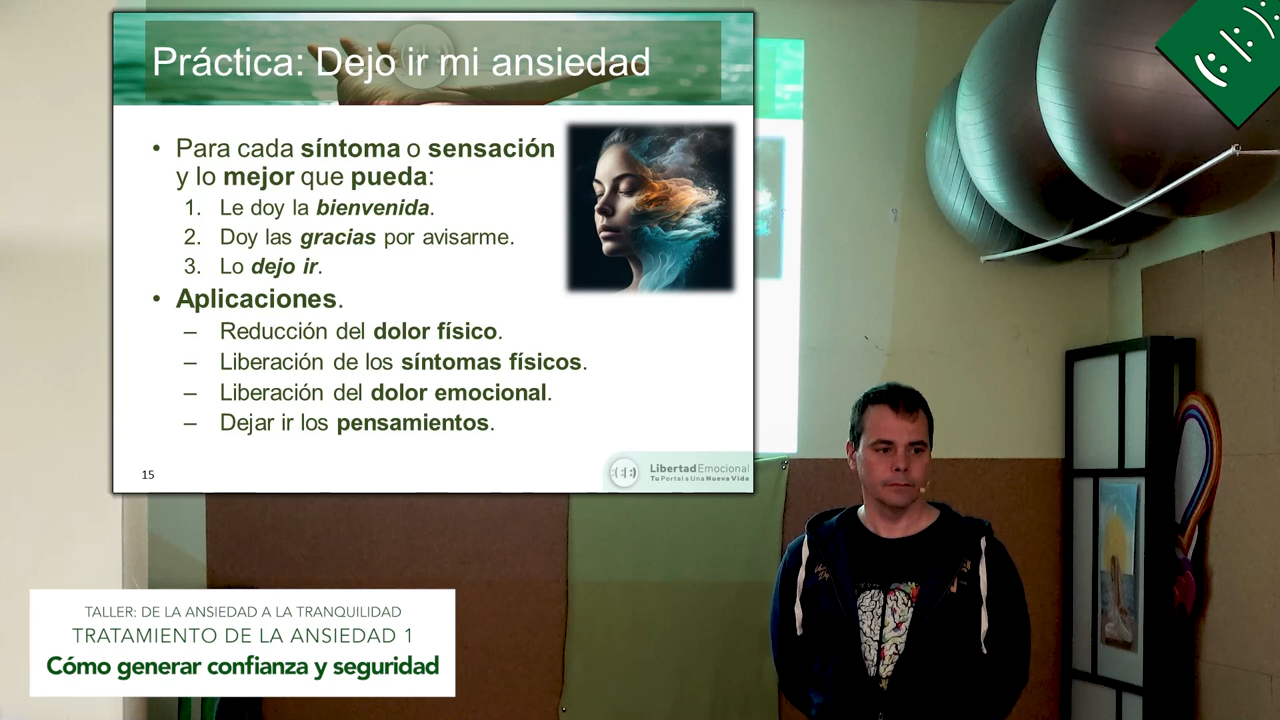 Práctica: Dejo ir mi ansiedad
• Para cada síntoma o sensación
y lo mejor que pueda:
1. Le doy la bienvenida.
2. Doy las gracias por avisarme.
3. Lo dejo ir.
• Aplicaciones.
– Reducción del dolor físico.
– Liberación de los síntomas físicos.
– Liberación del dolor emocional.
– Dejar ir los pensamientos.
15
LibertadEmocional
Tu Portal a Una Nueva Vida
TALLER: DE LA ANSIEDAD A LA TRANQUILIDAD
TRATAMIENTO DE LA ANSIEDAD 1
Cómo generar confianza y seguridad